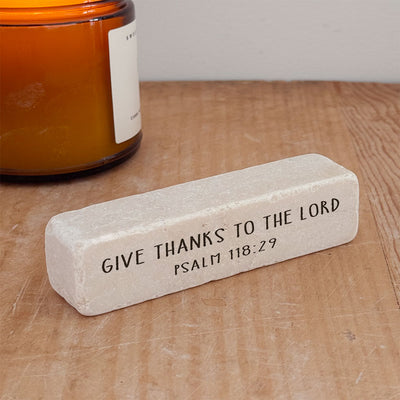 GIVE THANKS TO THE LORD
PSALM 118:29